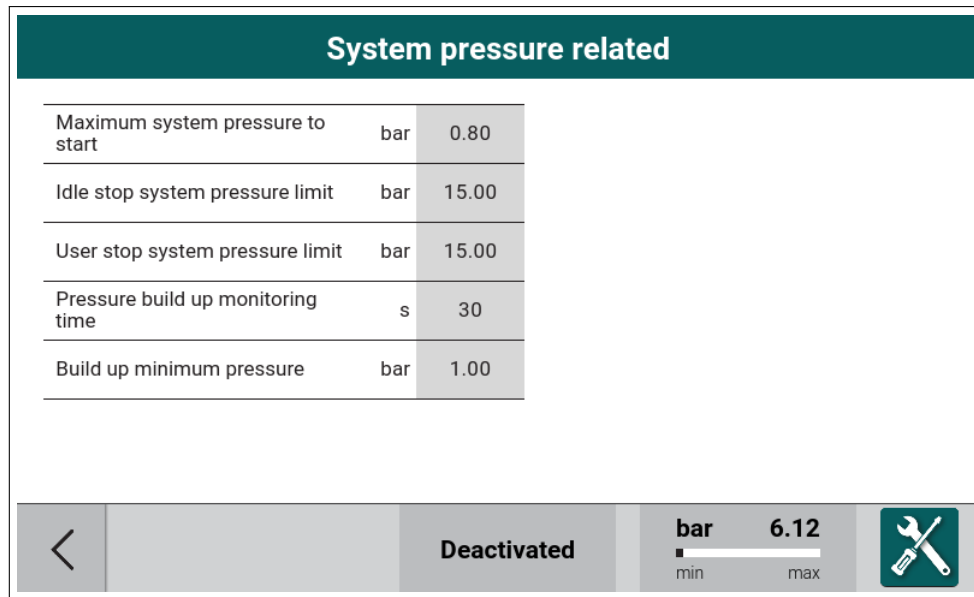 System pressure related
Maximum system pressure to
start
bar
0.80
Idle stop system pressure limit
bar
15.00
User stop system pressure limit
bar
15.00
Pressure build up monitoring
time
s
30
Build up minimum pressure
bar
1.00
Deactivated
bar
6.12
min
max